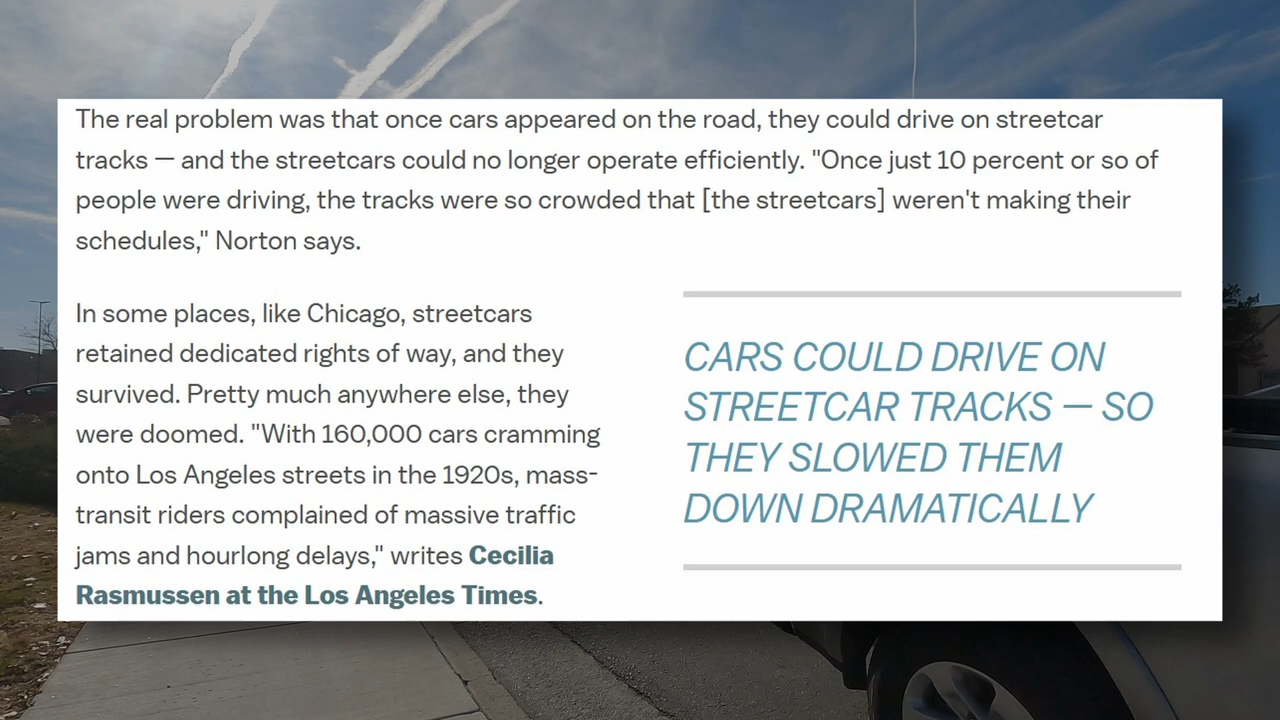 The real problem was that once cars appeared on the road, they could drive on streetcar
tracks — and the streetcars could no longer operate efficiently. "Once just 10 percent or so of
people were driving, the tracks were so crowded that [the streetcars] weren't making their
schedules," Norton says.
In some places, like Chicago, streetcars
retained dedicated rights of way, and they
survived. Pretty much anywhere else, they
were doomed. "With 160,000 cars cramming
onto Los Angeles streets in the 1920s, mass-
transit riders complained of massive traffic
jams and hourlong delays," writes Cecilia
Rasmussen at the Los Angeles Times.
CARS COULD DRIVE ON
STREETCAR TRACKS — SO
THEY SLOWED THEM
DOWN DRAMATICALLY